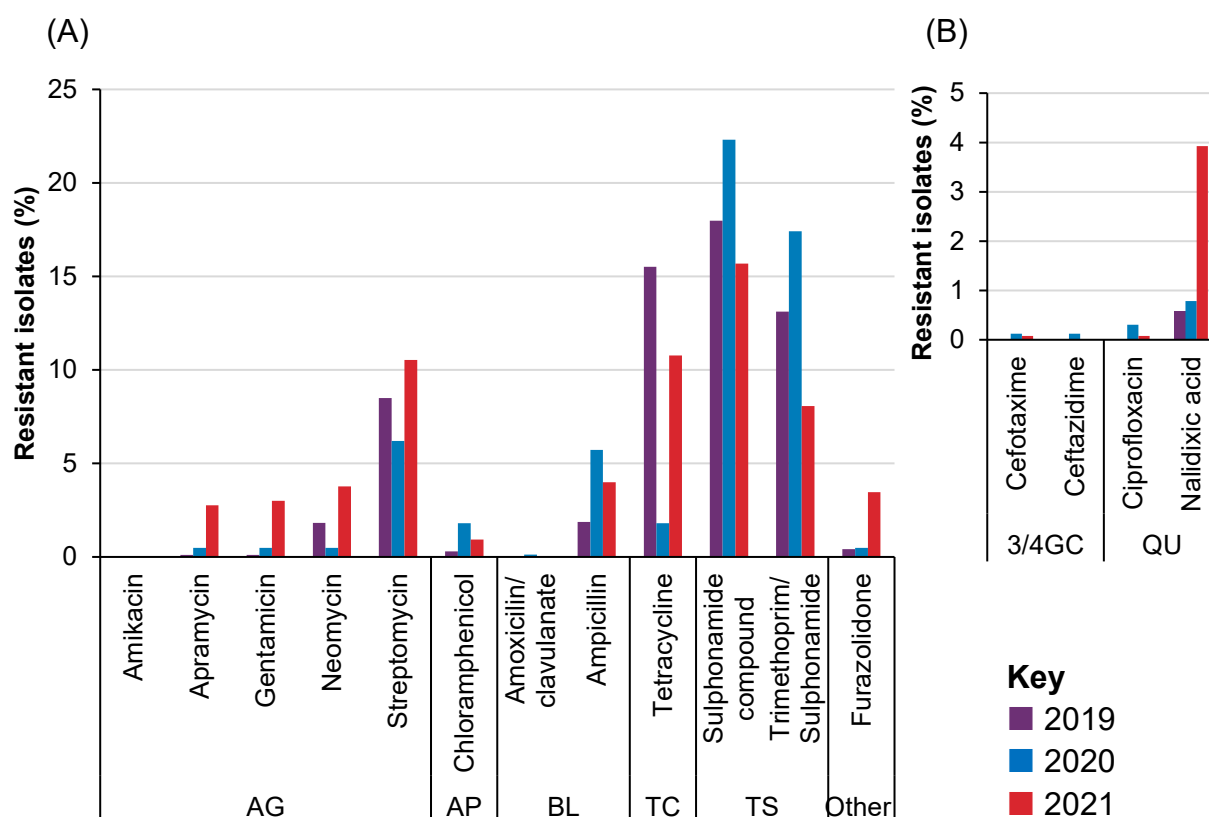 (A)
(B)
Resistant isolates (%)
25
20
15
10
5
0
Amikacin
Apramycin
Gentamicin
Neomycin
Streptomycin
Chloramphenicol
Amoxicilin/
clavulanate
Ampicillin
Tetracycline
Sulphonamide
compound
Trimethoprim/
Sulphonamide
Furazolidone
AG
AP
BL
TC
TS
Other
Resistant isolates (%)
5
4
3
2
1
0
Cefotaxime
Ceftazidime
Ciprofloxacin
Nalidixic acid
3/4GC
QU
Key
2019
2020
2021